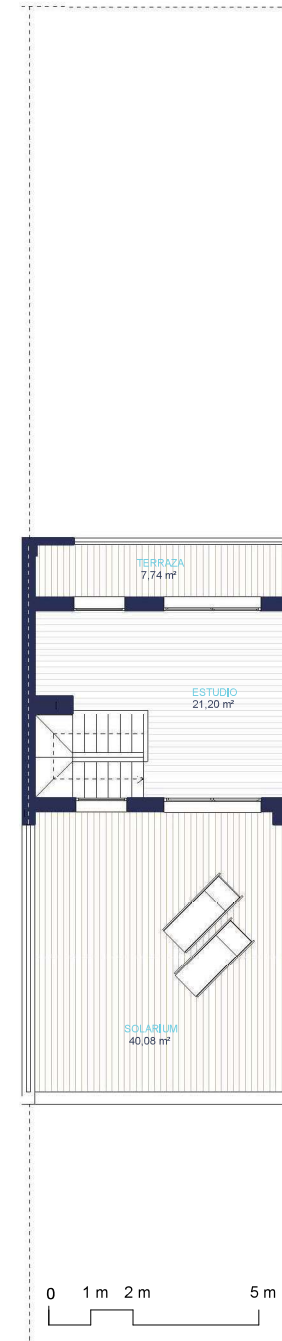 TERRAZA
7,74 m²
ESTUDIO
21,20 m²
SOLARIUM
40,08 m²
0 1 m 2 m 5 m